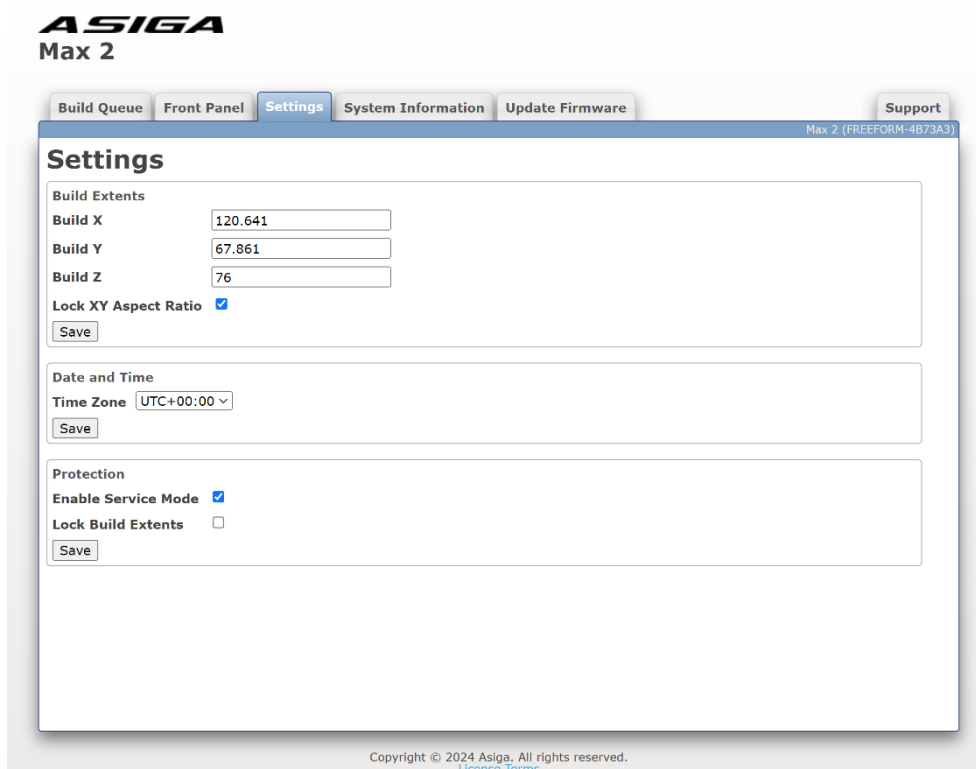 ASIGA
Max 2
Build Queue Front Panel Settings System Information Update Firmware Support
Max 2 (FREEFORM-4B73A3)
Settings
Build Extents
Build X 120.641
Build Y 67.861
Build Z 76
Lock XY Aspect Ratio
Save
Date and Time
Time Zone UTC+00:00
Save
Protection
Enable Service Mode
Lock Build Extents
Save
Copyright © 2024 Asiga. All rights reserved.
License Terms